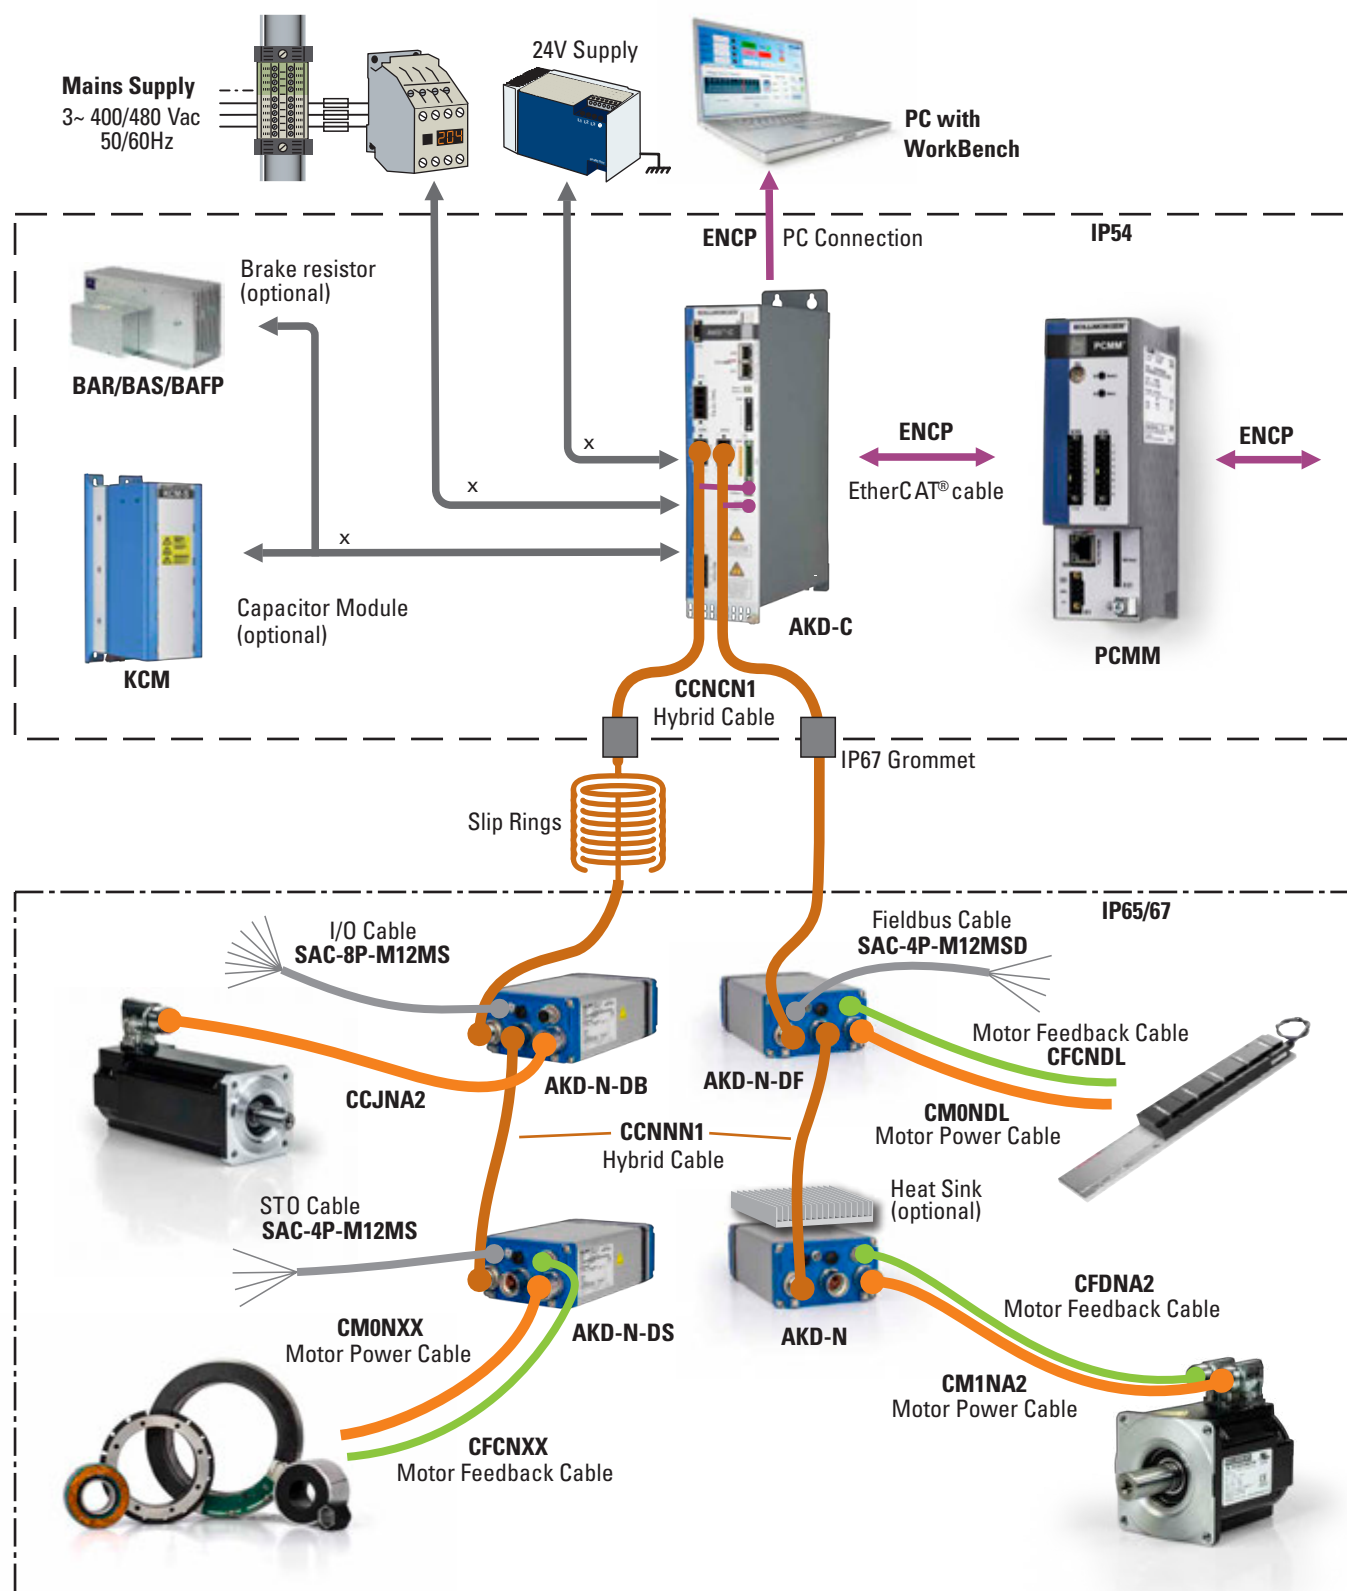 24V Supply
Mains Supply
3~ 400/480 Vac
50/60Hz
204
PC with
WorkBench
ENCP
PC Connection
IP54
Brake resistor
(optional)
BAR/BAS/BAFP
KOLLMORGEN
PCMM
x
ENCP
ENCP
x
EtherCAT® cable
x
Capacitor Module
(optional)
KCM
AKD-C
PCMM
CCNCN1
Hybrid Cable
IP67 Grommet
Slip Rings
IP65/67
I/O Cable
SAC-8P-M12MS
Fieldbus Cable
SAC-4P-M12MSD
Motor Feedback Cable
CFCNDL
AKD-N-DB
AKD-N-DF
CCJNA2
CM0NDL
Motor Power Cable
CCNNN1
Hybrid Cable
Heat Sink
(optional)
STO Cable
SAC-4P-M12MS
CFDNA2
Motor Feedback Cable
CM0NXX
Motor Power Cable
AKD-N-DS
AKD-N
CM1NA2
Motor Power Cable
CFCNXX
Motor Feedback Cable